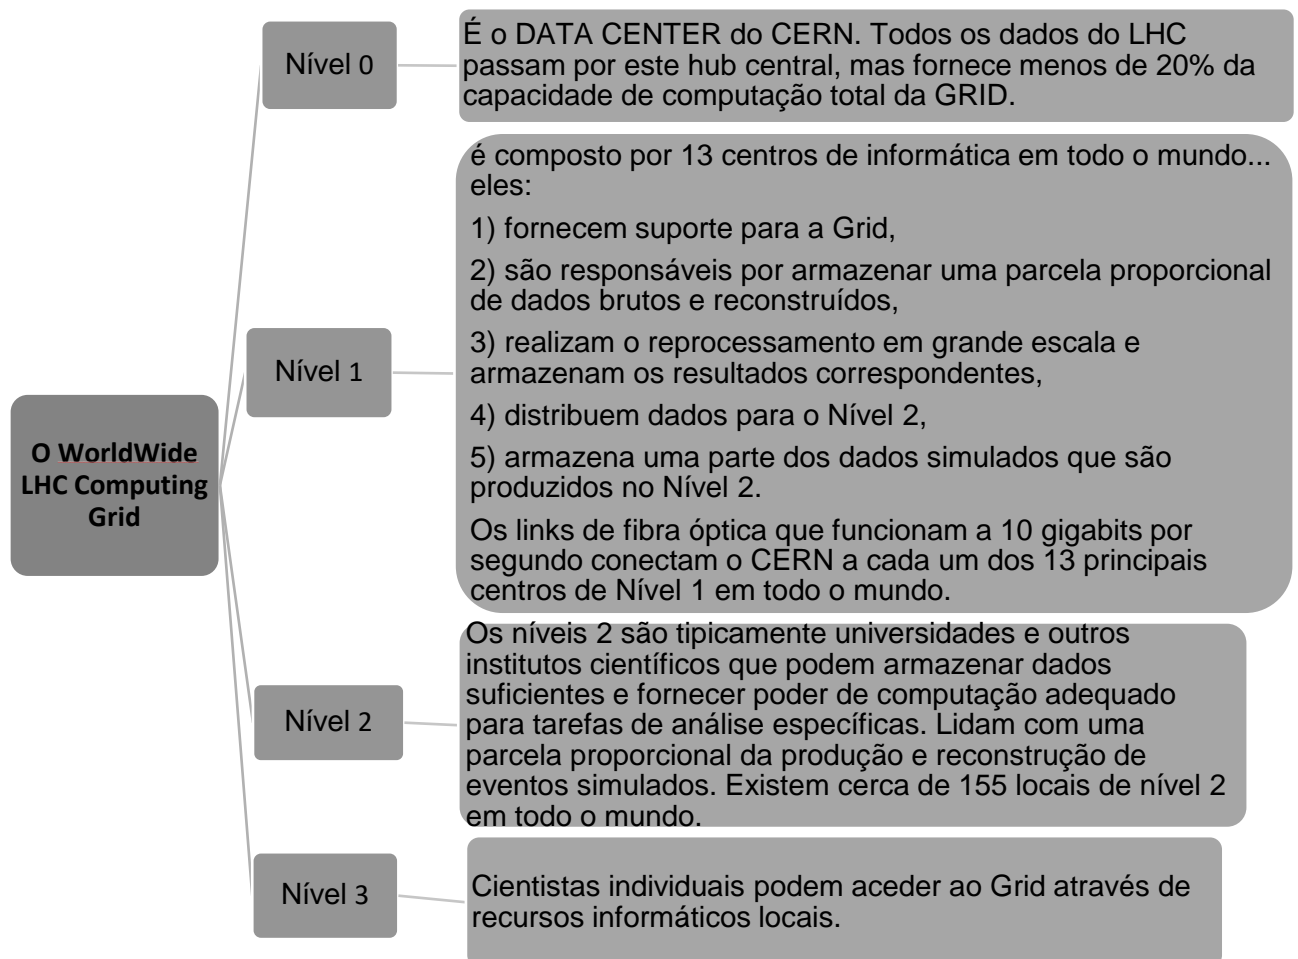 Nível 0
É o DATA CENTER do CERN. Todos os dados do LHC
passam por este hub central, mas fornece menos de 20% da
capacidade de computação total da GRID.
Nível 1
é composto por 13 centros de informática em todo o mundo...
eles:
1) fornecem suporte para a Grid,
2) são responsáveis por armazenar uma parcela proporcional
de dados brutos e reconstruídos,
3) realizam o reprocessamento em grande escala e
armazenam os resultados correspondentes,
4) distribuem dados para o Nível 2,
5) armazena uma parte dos dados simulados que são
produzidos no Nível 2.
Os links de fibra óptica que funcionam a 10 gigabits por
segundo conectam o CERN a cada um dos 13 principais
centros de Nível 1 em todo o mundo.
O WorldWide
LHC Computing
Grid
Nível 2
Os níveis 2 são tipicamente universidades e outros
institutos científicos que podem armazenar dados
suficientes e fornecer poder de computação adequado
para tarefas de análise específicas. Lidam com uma
parcela proporcional da produção e reconstrução de
eventos simulados. Existem cerca de 155 locais de nível 2
em todo o mundo.
Nível 3
Cientistas individuais podem aceder ao Grid através de
recursos informáticos locais.